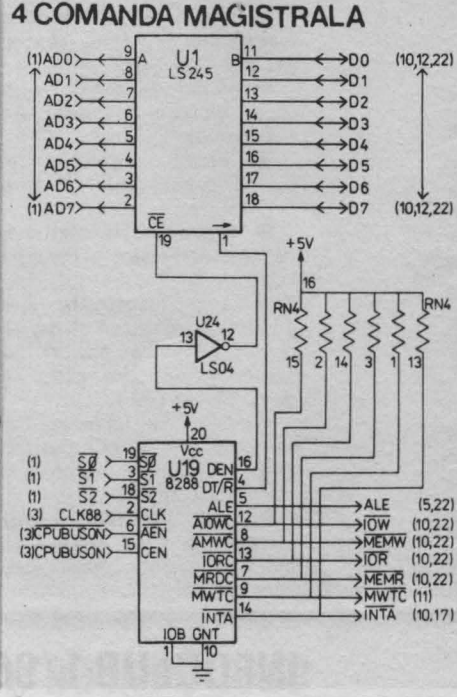 4 COMANDA MAGISTRALA
9 U1 11
(1)AD0 A LS245 B D0 (10,12,22)
AD1 8 12 D1
AD2 7 13 D2
AD3 6 14 D3
AD4 5 15 D4
AD5 4 16 D5
AD6 3 17 D6
(1)AD7 2 18 D7 (10,12,22)
CE
19 1
+5V
16
RN4 RN4
U24
13 12
LS04
15 2 14 3 1 13
+5V
20
Vcc
(1) S0 19 S0 U19 DEN 16
(1) S1 3 S1 8288 DT/R 4
(1) S2 18 S2 ALE 5 ALE (5,22)
(3) CLK88 2 CLK AIOWC 12 IOW (10,22)
(3)CPUBUSON 6 AEN AMWC 8 MEMW (10,22)
(3)CPUBUSON 15 CEN IORC 13 IOR (10,22)
MRDC 7 MEMR (10,22)
MWTC 9 MWTC (11)
INTA 14 INTA (10,17)
IOB GNT
1 10